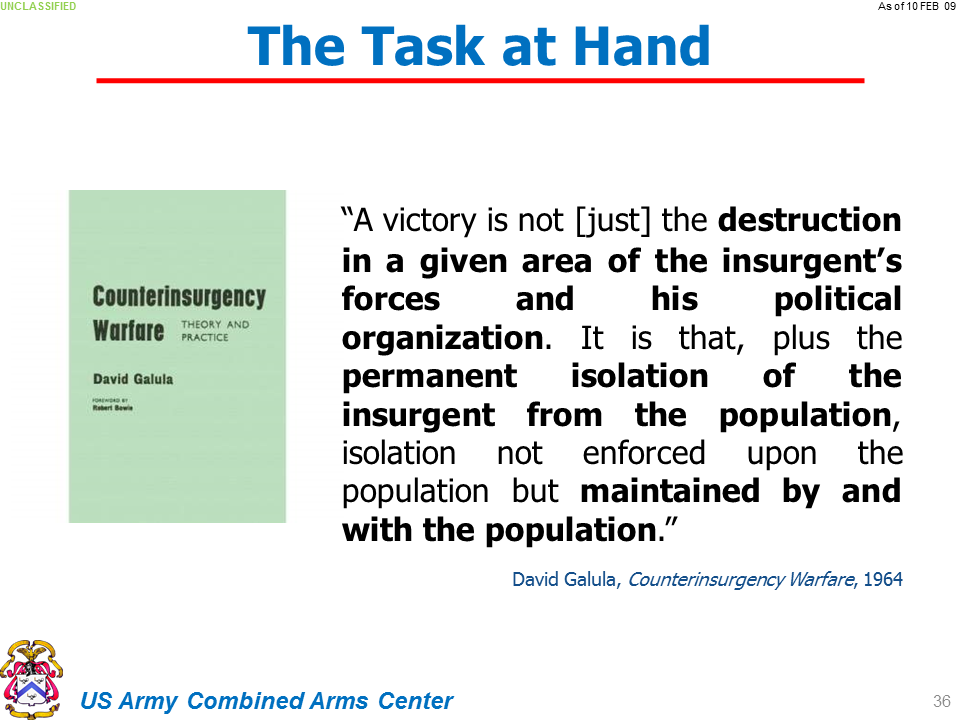 UNCLASSIFIED
As of 10 FEB 09
The Task at Hand
Counterinsurgency
Warfare THEORY AND
PRACTICE
David Galula
FOREWORD BY
Robert Bowie
“A victory is not [just] the destruction
in a given area of the insurgent’s
forces and his political
organization. It is that, plus the
permanent isolation of the
insurgent from the population,
isolation not enforced upon the
population but maintained by and
with the population.”
David Galula, Counterinsurgency Warfare, 1964
US Army Combined Arms Center
36